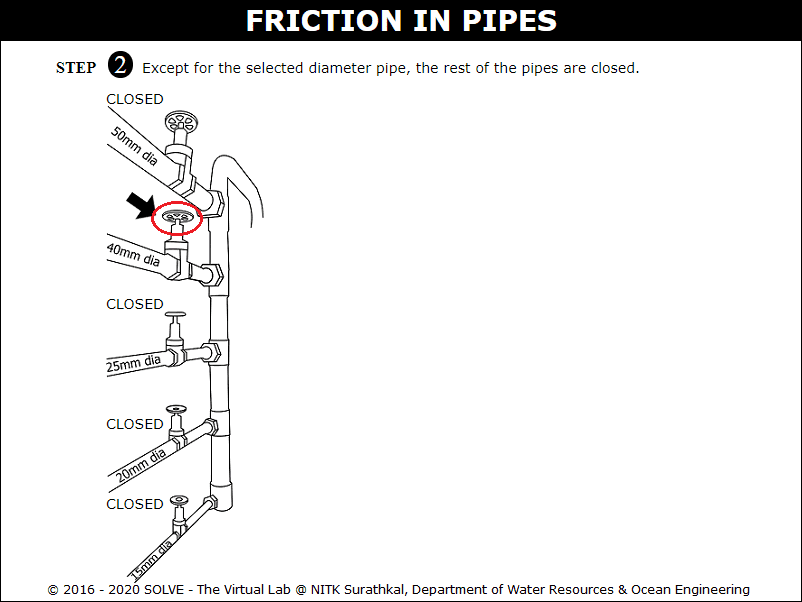 FRICTION IN PIPES
STEP 2 Except for the selected diameter pipe, the rest of the pipes are closed.
CLOSED
50mm dia
40mm dia
CLOSED
25mm dia
CLOSED
20mm dia
CLOSED
15mm dia
© 2016 - 2020 SOLVE - The Virtual Lab @ NITK Surathkal, Department of Water Resources & Ocean Engineering